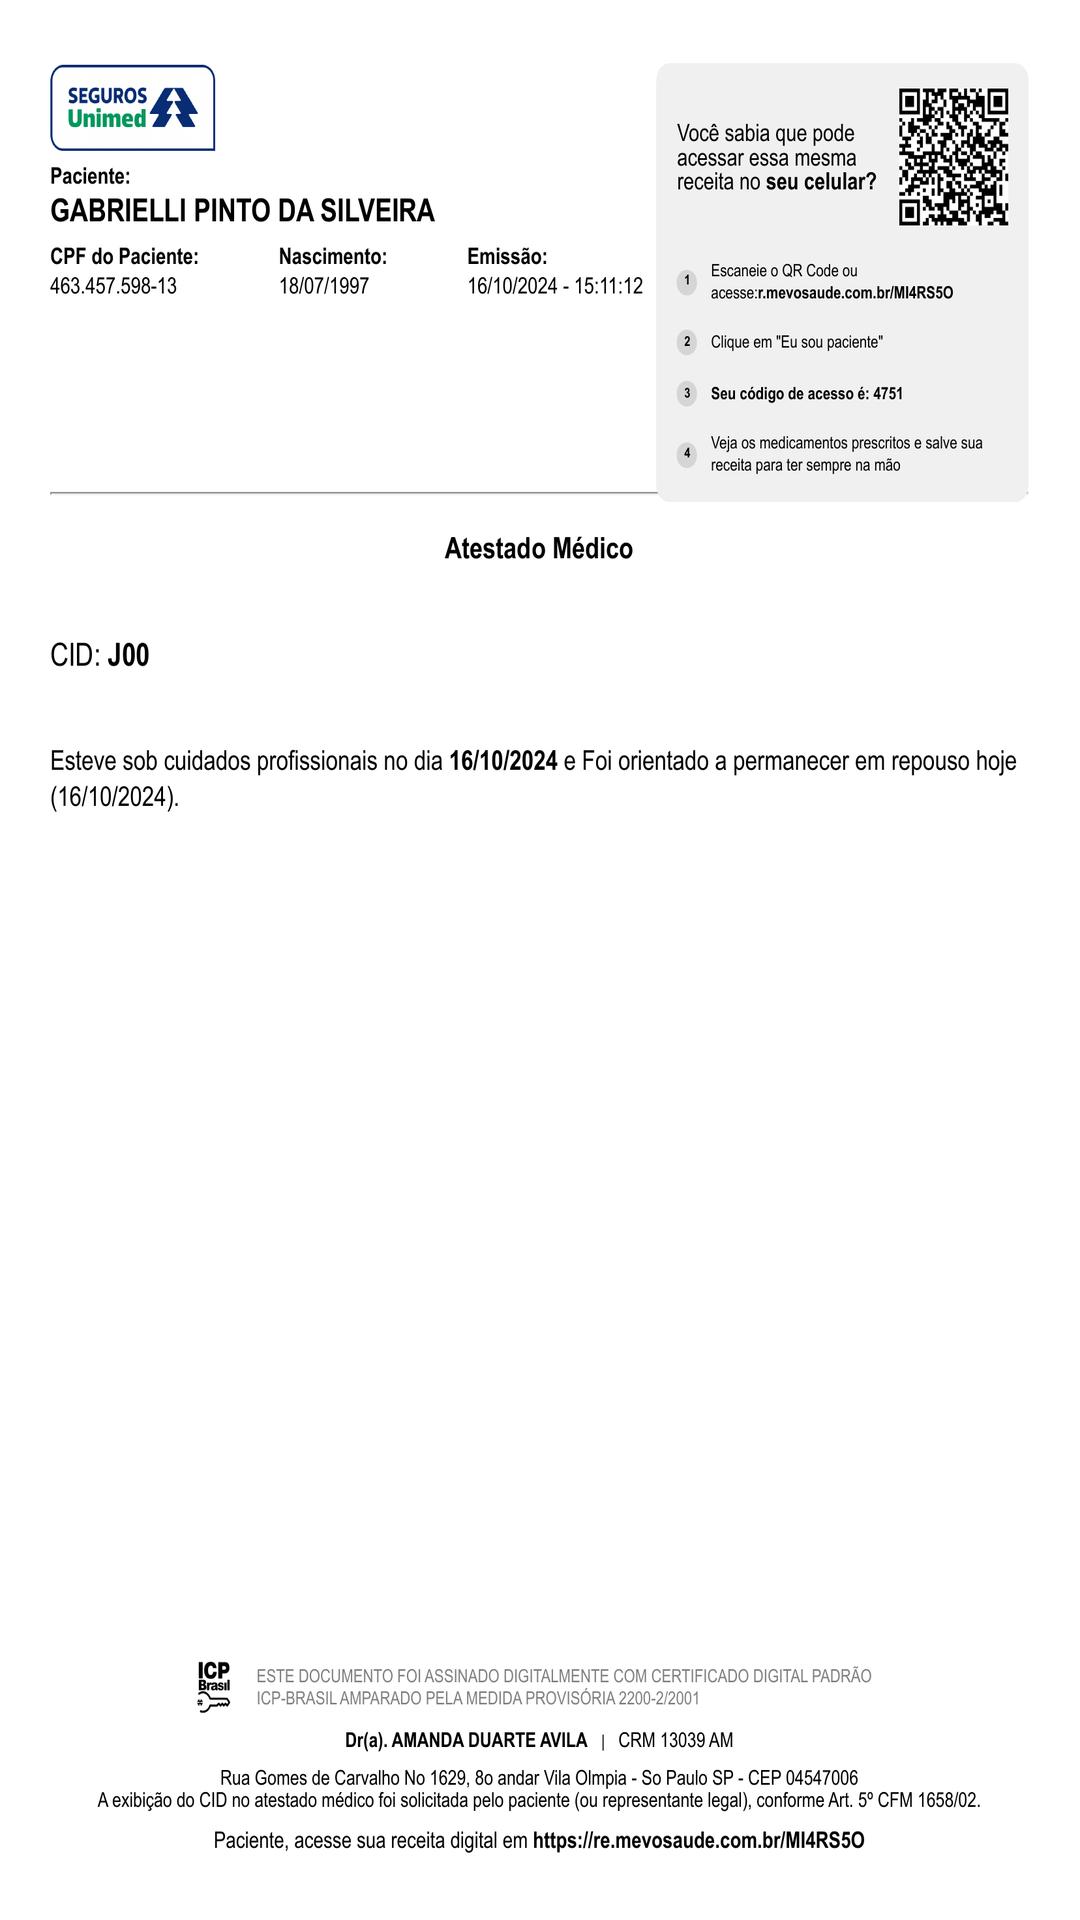 SEGUROS
Unimed
Paciente:
GABRIELLI PINTO DA SILVEIRA
CPF do Paciente: Nascimento: Emissão:
463.457.598-13 18/07/1997 16/10/2024 - 15:11:12
Você sabia que pode
acessar essa mesma
receita no seu celular?
1 Escaneie o QR Code ou
acesse:r.mevosaude.com.br/MI4RS5O
2 Clique em "Eu sou paciente"
3 Seu código de acesso é: 4751
4 Veja os medicamentos prescritos e salve sua
receita para ter sempre na mão
Atestado Médico
CID: J00
Esteve sob cuidados profissionais no dia 16/10/2024 e Foi orientado a permanecer em repouso hoje
(16/10/2024).
ICP
Brasil
ESTE DOCUMENTO FOI ASSINADO DIGITALMENTE COM CERTIFICADO DIGITAL PADRÃO
ICP-BRASIL AMPARADO PELA MEDIDA PROVISÓRIA 2200-2/2001
Dr(a). AMANDA DUARTE AVILA | CRM 13039 AM
Rua Gomes de Carvalho No 1629, 8o andar Vila Olmpia - So Paulo SP - CEP 04547006
A exibição do CID no atestado médico foi solicitada pelo paciente (ou representante legal), conforme Art. 5º CFM 1658/02.
Paciente, acesse sua receita digital em https://re.mevosaude.com.br/MI4RS5O